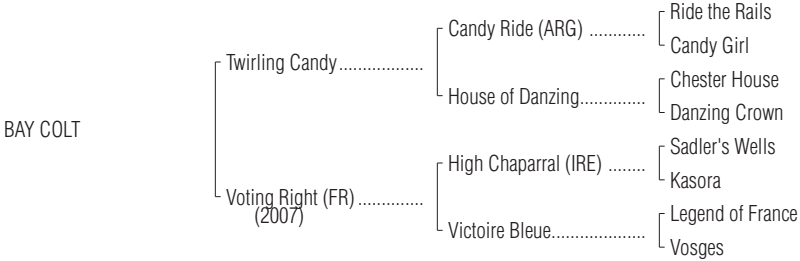 Ride the Rails
Candy Ride (ARG) ............
Candy Girl
Twirling Candy..................
Chester House
House of Danzing..............
Danzing Crown
BAY COLT
Sadler's Wells
High Chaparral (IRE) ........
Kasora
Voting Right (FR) ..............
(2007)
Legend of France
Victoire Bleue....................
Vosges